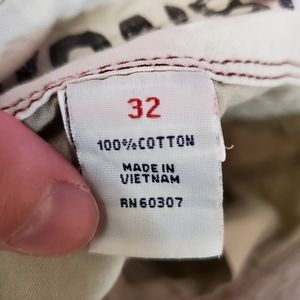 32
100% COTTON
MADE IN
VIETNAM
RN 60307